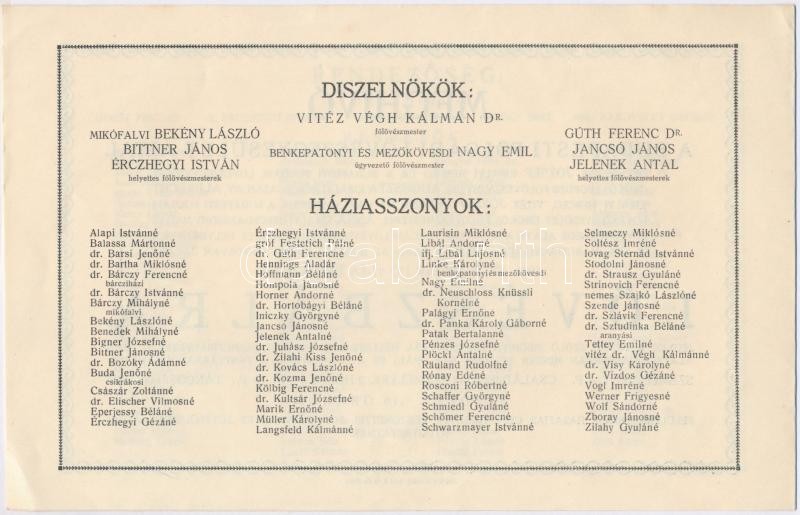 DISZELNÖKÖK:
VITÉZ VÉGH KÁLMÁN DR.
fölövészmester
BENKEPATONYI ÉS MEZŐKÖVESDI NAGY EMIL
ügyvezető fölövészmester
MIKÓFALVI BEKÉNY LÁSZLÓ
BITTNER JÁNOS
ÉRCZHEGYI ISTVÁN
helyettes fölövészmesterek
GÚTH FERENC DR.
JANCSÓ JÁNOS
JELENEK ANTAL
helyettes fölövészmesterek
HÁZIASSZONYOK:
Alapi Istvánné
Balassa Mártonné
dr. Barsi Jenőné
dr. Bartha Miklósné
dr. Bárczy Ferencné
bárcziházi
dr. Bárczy Istvánné
Bárczy Mihályné
mikófalvi
Bekény Lászlóné
Benedek Mihályné
Bigner Józsefné
Bittner Jánosné
dr. Bozóky Ádámné
Buda Jenőné
csikrákosi
Császár Zoltánné
dr. Elischer Vilmosné
Eperjessy Béláné
Érczhegyi Gézáné
Érczhegyi Istvánné
gróf Festetich Pálné
dr. Gúth Ferencné
Hennings Aladár
Hoffmann Béláné
Hompola Jánosné
Horner Andorné
dr. Hortobágyi Béláné
Iniczky Györgyné
Jancsó Jánosné
Jelenek Antalné
dr. Juhász Józsefné
dr. Zilahi Kiss Jenőné
dr. Kovács Lászlóné
dr. Kozma Jenőné
Kölbig Ferencné
dr. Kultsár Józsefné
Marik Ernőné
Müller Károlyné
Langsfeld Kálmánné
Laurisin Miklósné
Libál Andorné
ifj. Libál Lajosné
Linke Károlyné
benkepatonyi és mezőkövesdi
Nagy Emilné
dr. Neuschloss Knüssli
Kornélné
Palágyi Ernőné
dr. Panka Károly Gáborné
Patak Bertalanné
Pénzes Józsefné
Plöckl Antalné
Räuland Rudolfné
Rónay Edéné
Rosconi Róbertné
Schaffer Györgyné
Schmiedl Gyuláné
Schömer Ferencné
Schwarzmayer Istvánné
Selmeczy Miklósné
Soltész Imréné
lovag Sternád Istvánné
Stodolni Jánosné
dr. Strausz Gyuláné
Strinovich Ferencné
nemes Szakó Lászlóné
Szende Jánosné
dr. Szlávik Ferencné
dr. Sztudinka Béláné
aranyási
Tettey Emilné
vitéz dr. Végh Kálmánné
dr. Visy Károlyné
dr. Vizdos Gézáné
Vogl Imréné
Werner Frigyesné
Wolf Sándorné
Zboray Jánosné
Zilahy Gyuláné